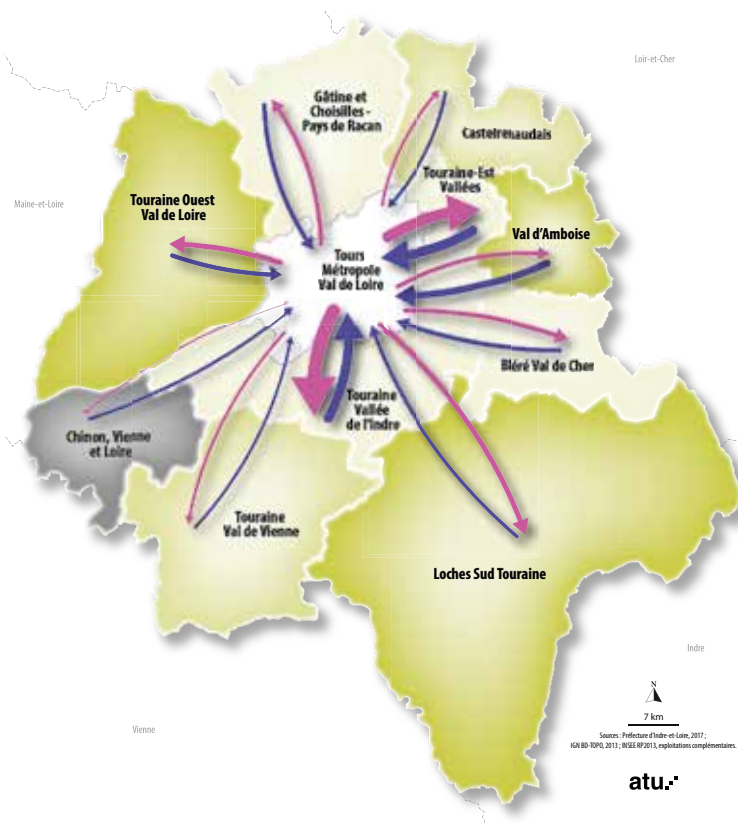 Loir-et-Cher
Gâtine et
Choisilles -
Pays de Racan
Castelrenaudais
Touraine-Est
Vallées
Maine-et-Loire
Touraine Ouest
Val de Loire
Val d'Amboise
Tours
Métropole
Val de Loire
Bléré Val de Cher
Touraine
Vallée
de l'Indre
Chinon, Vienne
et Loire
Touraine
Val de Vienne
Loches Sud Touraine
Indre
Vienne
N
7 km
Sources : Préfecture d'Indre-et-Loire, 2017 ;
IGN BD-TOPO, 2013 ; INSEE RP2013, exploitations complémentaires.
atu